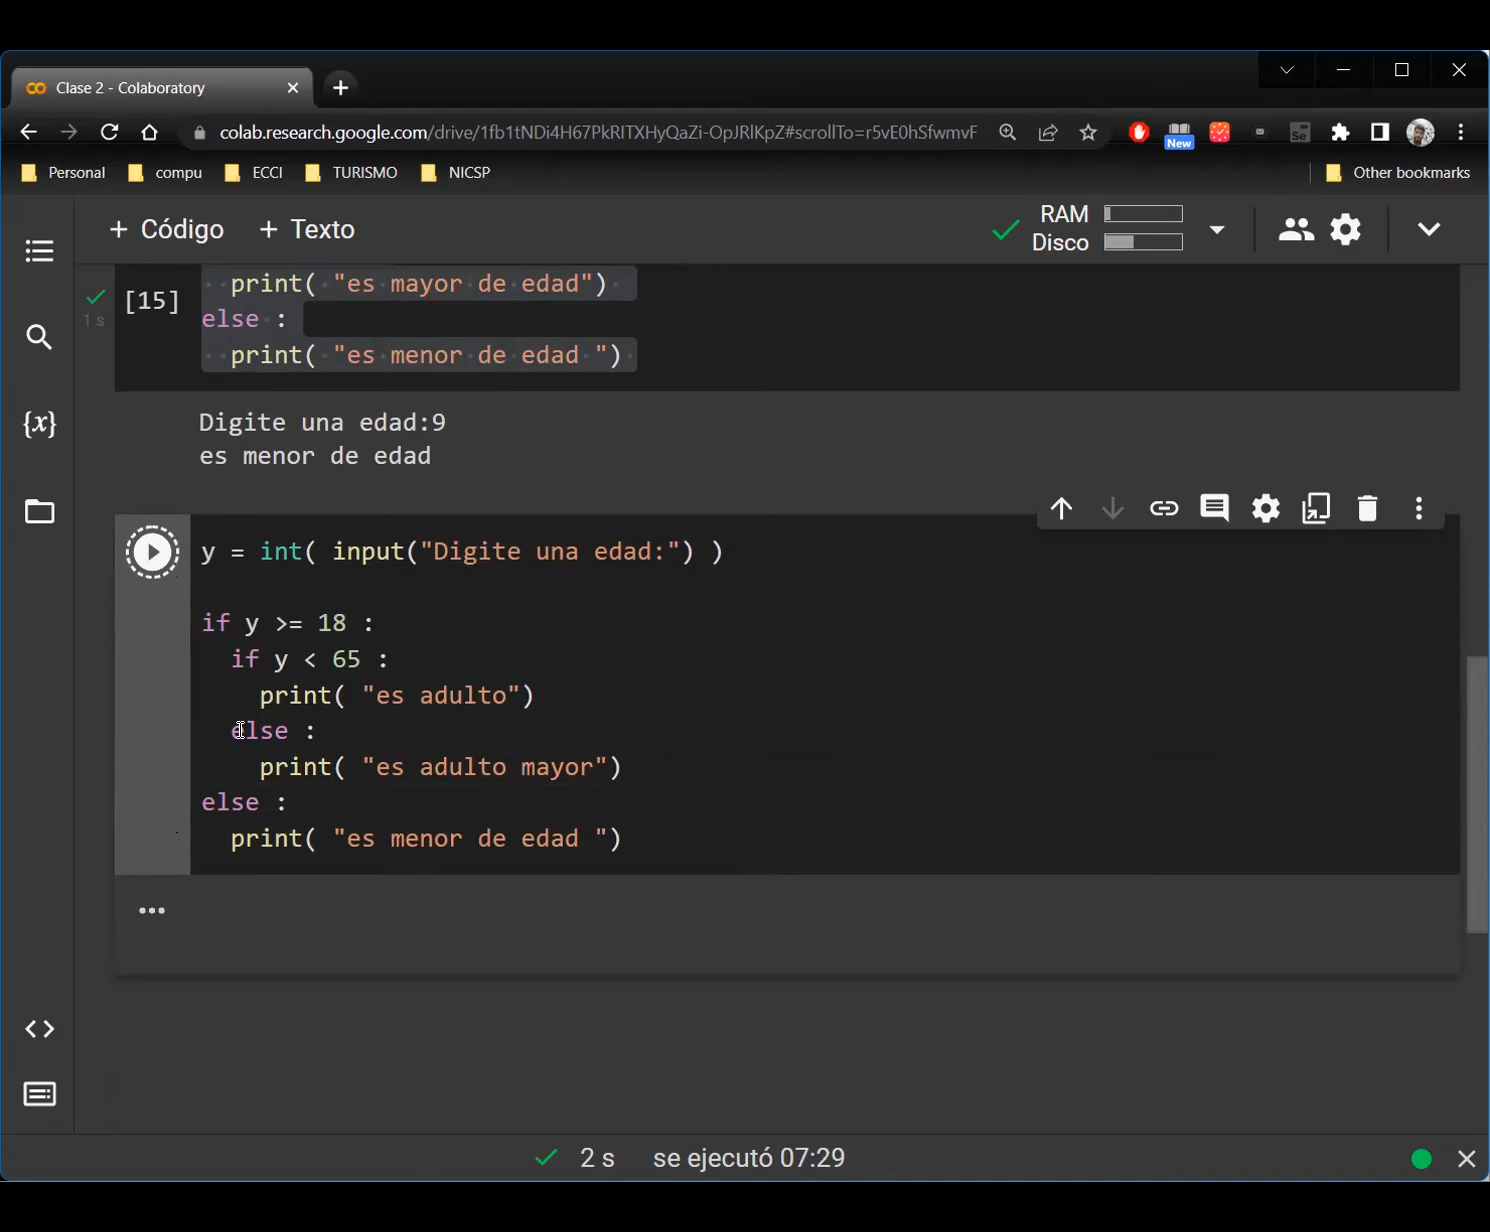 Clase 2 - Colaboratory
colab.research.google.com/drive/1fb1tNDi4H67PkRITXHyQaZi-OpJRlKpZ#scrollTo=r5vE0hSfwmvF
New
Se
Personal compu ECCI TURISMO NICSP Other bookmarks
+ Código + Texto
RAM
Disco
[15]
1 s
print( "es mayor de edad")
else :
print( "es menor de edad ")
Digite una edad:9
es menor de edad
y = int( input("Digite una edad:") )
if y >= 18 :
if y < 65 :
print( "es adulto")
else :
print( "es adulto mayor")
else :
print( "es menor de edad ")
2 s se ejecutó 07:29